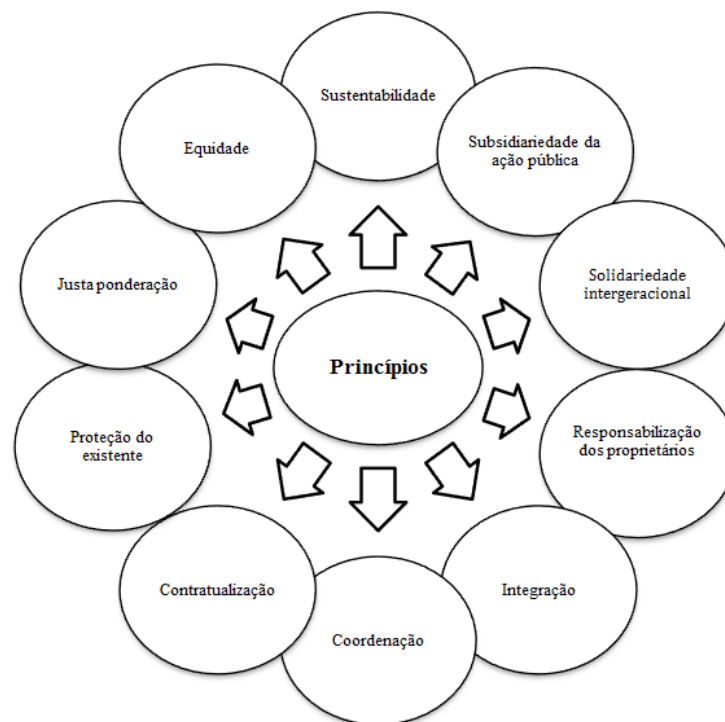 Sustentabilidade
Subsidiariedade da
ação pública
Solidariedade
intergeracional
Responsabilização
dos proprietários
Integração
Coordenação
Contratualização
Proteção do
existente
Justa ponderação
Equidade
Princípios